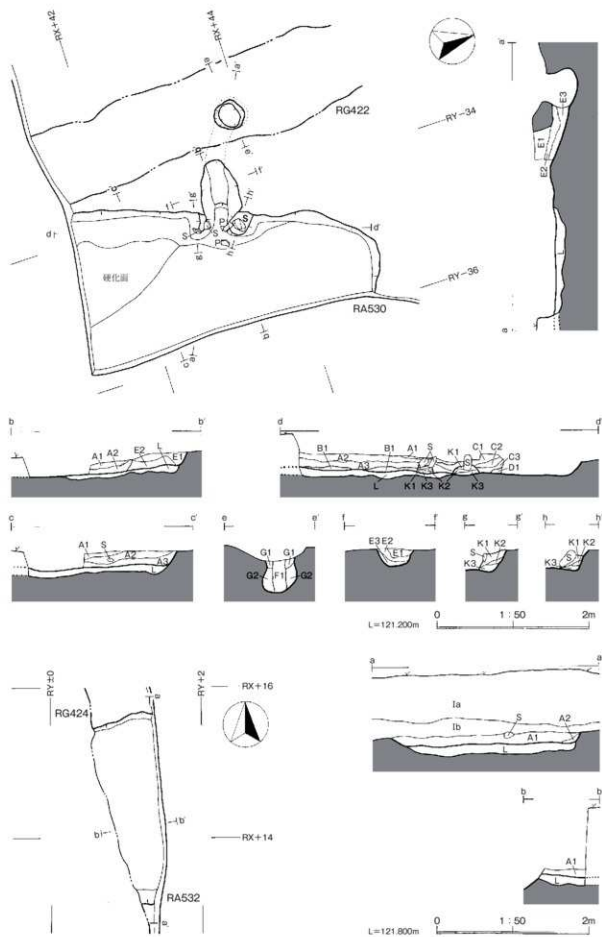 RX+42
RX+44
a
a'
RG422
RY-34
e
e'
b'
b
f
f'
g'
h'
d
S
S
P
S
P
g
h
d'
硬化面
RY-36
RA530
c
a
b
a'
E3
E1
E2
L
a
b
b'
A1
A2
E2
L
E1
d
d'
B1
A2
A3
B1
A1
S
K1
S
C1
C2
C3
D1
L
K1
K3
K2
K3
c
c'
A1
S
A2
A3
L
e
e'
G1
G1
G2
F1
G2
f
f'
E3
E2
E1
g
g'
S
K1
K2
K3
h
h'
K1
K2
S
K3
L=121.200m
0
1:50
2m
RY±0
RY+2
RX+16
RG424
a
b
b'
RX+14
L
RA532
a'
a
a
Ia
Ib
S
A2
A1
L
b
b
A1
L
L=121.800m
0
1:50
2m